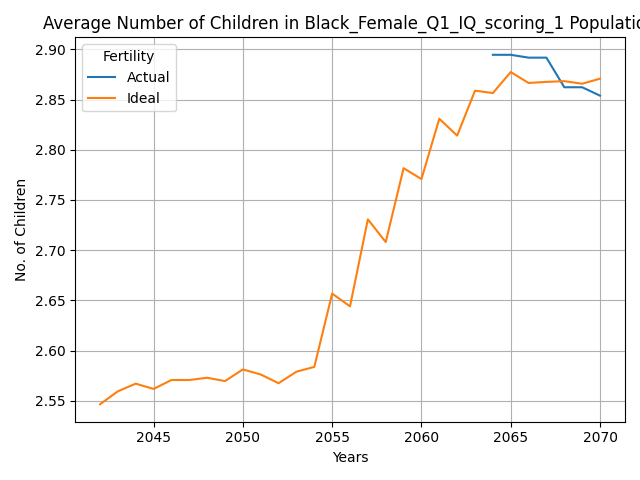 Average Number of Children in Black_Female_Q1_IQ_scoring_1 Populatio
Fertility
Actual
Ideal
2.90
2.85
2.80
2.75
2.70
2.65
2.60
2.55
No. of Children
2045 2050 2055 2060 2065 2070
Years